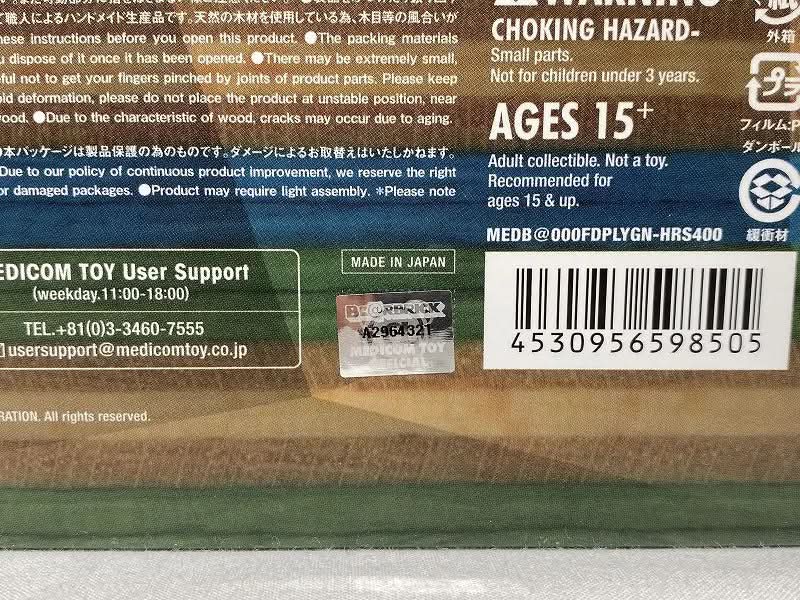 て職人によるハンドメイド生産品です。天然の木材を使用している為、木目等の風合いが
these instructions before you open this product. ●The packing materials
dispose of it once it has been opened. ●There may be extremely small,
not to get your fingers pinched by joints of product parts. Please keep
deformation, please do not place the product at unstable position, near
wood. ●Due to the characteristic of wood, cracks may occur due to aging.
本パッケージは製品保護の為のものです。ダメージによるお取替えはいたしかねます。
Due to our policy of continuous product improvement, we reserve the right
or damaged packages. ●Product may require light assembly. *Please note
WARNING
CHOKING HAZARD-
Small parts.
Not for children under 3 years.
AGES 15+
Adult collectible. Not a toy.
Recommended for
ages 15 & up.
紙
外箱
プラ
フィルム:P
ダンボール
緩衝材
MEDICOM TOY User Support
(weekday.11:00-18:00)
TEL.+81(0)3-3460-7555
usersupport@medicomtoy.co.jp
MADE IN JAPAN
BE@RBRICK
A2964321
MEDICOM TOY
OFFICIAL
MEDB@000FDPLYGN-HRS400
4530956598505
All rights reserved.